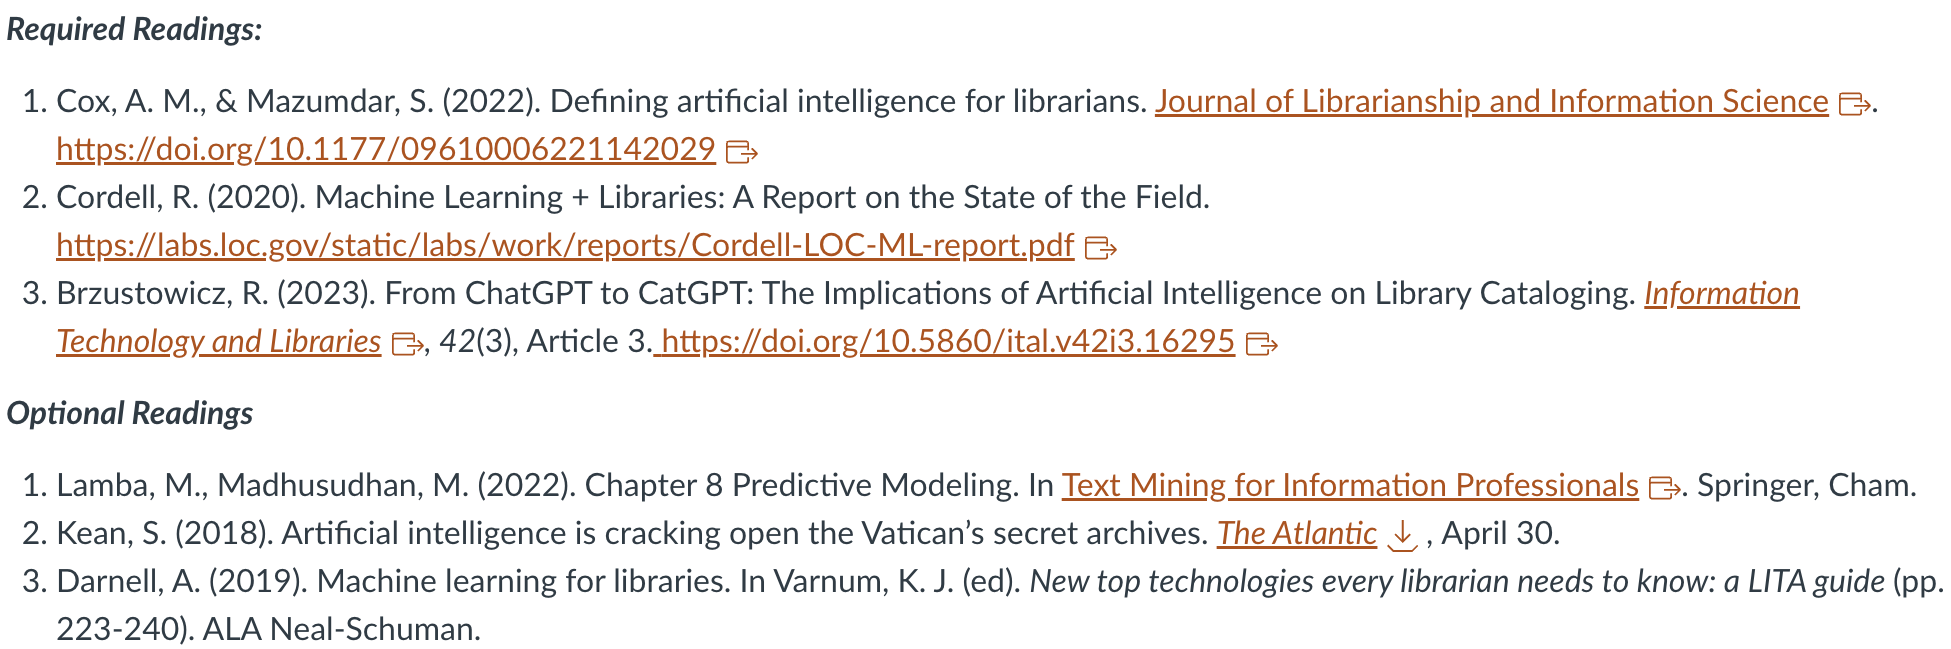 Required Readings:
1. Cox, A. M., & Mazumdar, S. (2022). Defining artificial intelligence for librarians. Journal of Librarianship and Information Science.
https://doi.org/10.1177/09610006221142029
2. Cordell, R. (2020). Machine Learning + Libraries: A Report on the State of the Field.
https://labs.loc.gov/static/labs/work/reports/Cordell-LOC-ML-report.pdf
3. Brzustowicz, R. (2023). From ChatGPT to CatGPT: The Implications of Artificial Intelligence on Library Cataloging. Information
Technology and Libraries, 42(3), Article 3. https://doi.org/10.5860/ital.v42i3.16295
Optional Readings
1. Lamba, M., Madhusudhan, M. (2022). Chapter 8 Predictive Modeling. In Text Mining for Information Professionals. Springer, Cham.
2. Kean, S. (2018). Artificial intelligence is cracking open the Vatican’s secret archives. The Atlantic , April 30.
3. Darnell, A. (2019). Machine learning for libraries. In Varnum, K. J. (ed). New top technologies every librarian needs to know: a LITA guide (pp.
223-240). ALA Neal-Schuman.